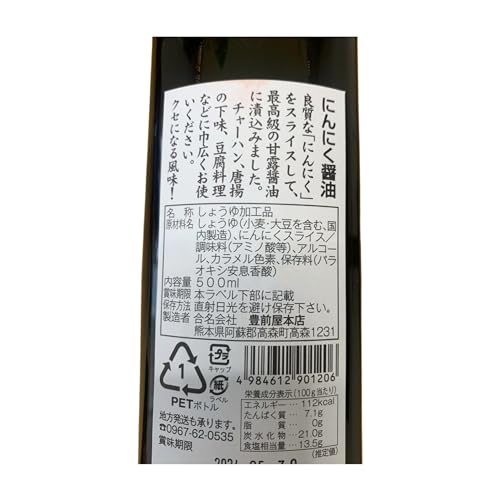 にんにく醤油
良質な「にんにく」
をスライスして、
最高級の甘露醤油
に漬込みました。
チャーハン、唐揚
の下味、豆腐料理
などに巾広くお使
いください。
クセになる風味!
名称 しょうゆ加工品
原材料名 しょうゆ(小麦・大豆を含む、国
内製造)、にんにくスライス/
調味料(アミノ酸等)、アルコー
ル、カラメル色素、保存料(パラ
オキシ安息香酸)
内容量 500ml
賞味期限 本ラベル下部に記載
保存方法 直射日光を避け保存下さい。
製造者 合名会社 豊前屋本店
熊本県阿蘇郡高森町高森1231
1
PETボトル
プラ
キャップ
紙
ラベル
4 984612 901206
栄養成分表示(100g当たり)
エネルギー 112kcal
たんぱく質 7.1g
脂質 0g
炭水化物 21.0g
食塩相当量 13.5g
(推定値)
地方発送も承ります。
☎0967-62-0535
賞味期限